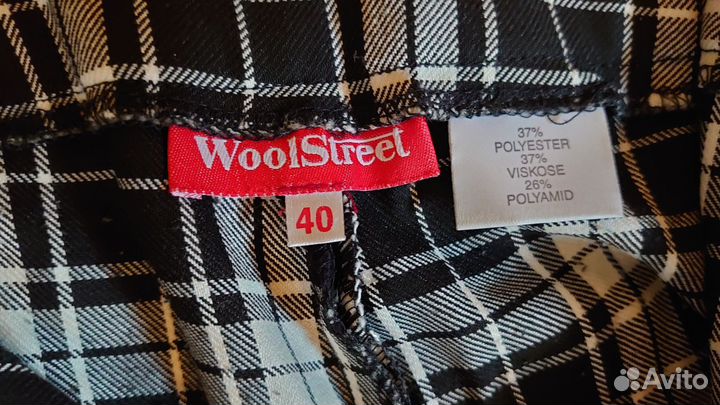 WoolStreet
40
37%
POLYESTER
37%
VISKOSE
26%
POLYAMID
Avito